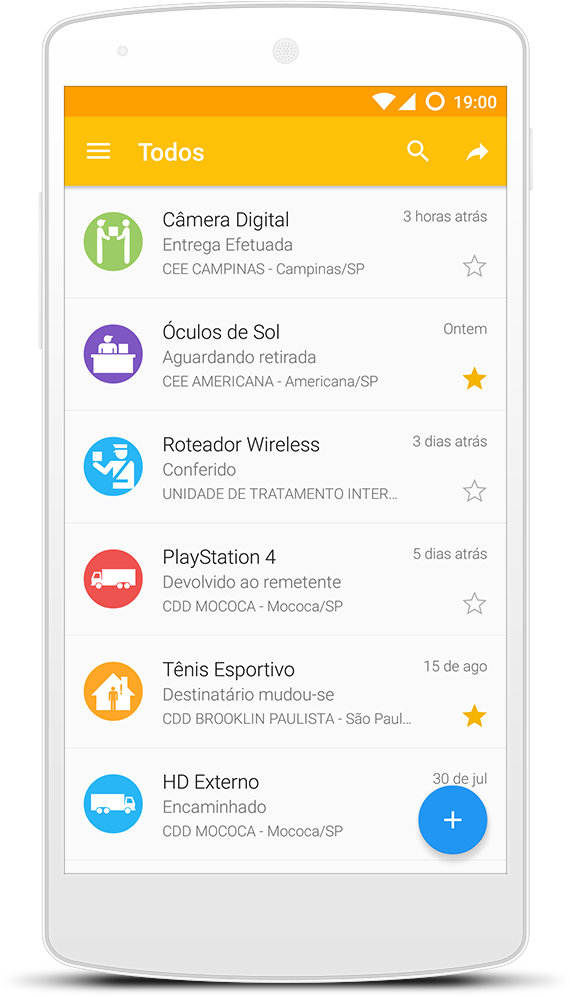 19:00
Todos
Câmera Digital 3 horas atrás
Entrega Efetuada
CEE CAMPINAS - Campinas/SP
Óculos de Sol Ontem
Aguardando retirada
CEE AMERICANA - Americana/SP
Roteador Wireless 3 dias atrás
Conferido
UNIDADE DE TRATAMENTO INTER...
PlayStation 4 5 dias atrás
Devolvido ao remetente
CDD MOCOCA - Mococa/SP
Tênis Esportivo 15 de ago
Destinatário mudou-se
CDD BROOKLIN PAULISTA - São Paul...
HD Externo 30 de jul
Encaminhado
CDD MOCOCA - Mococa/SP